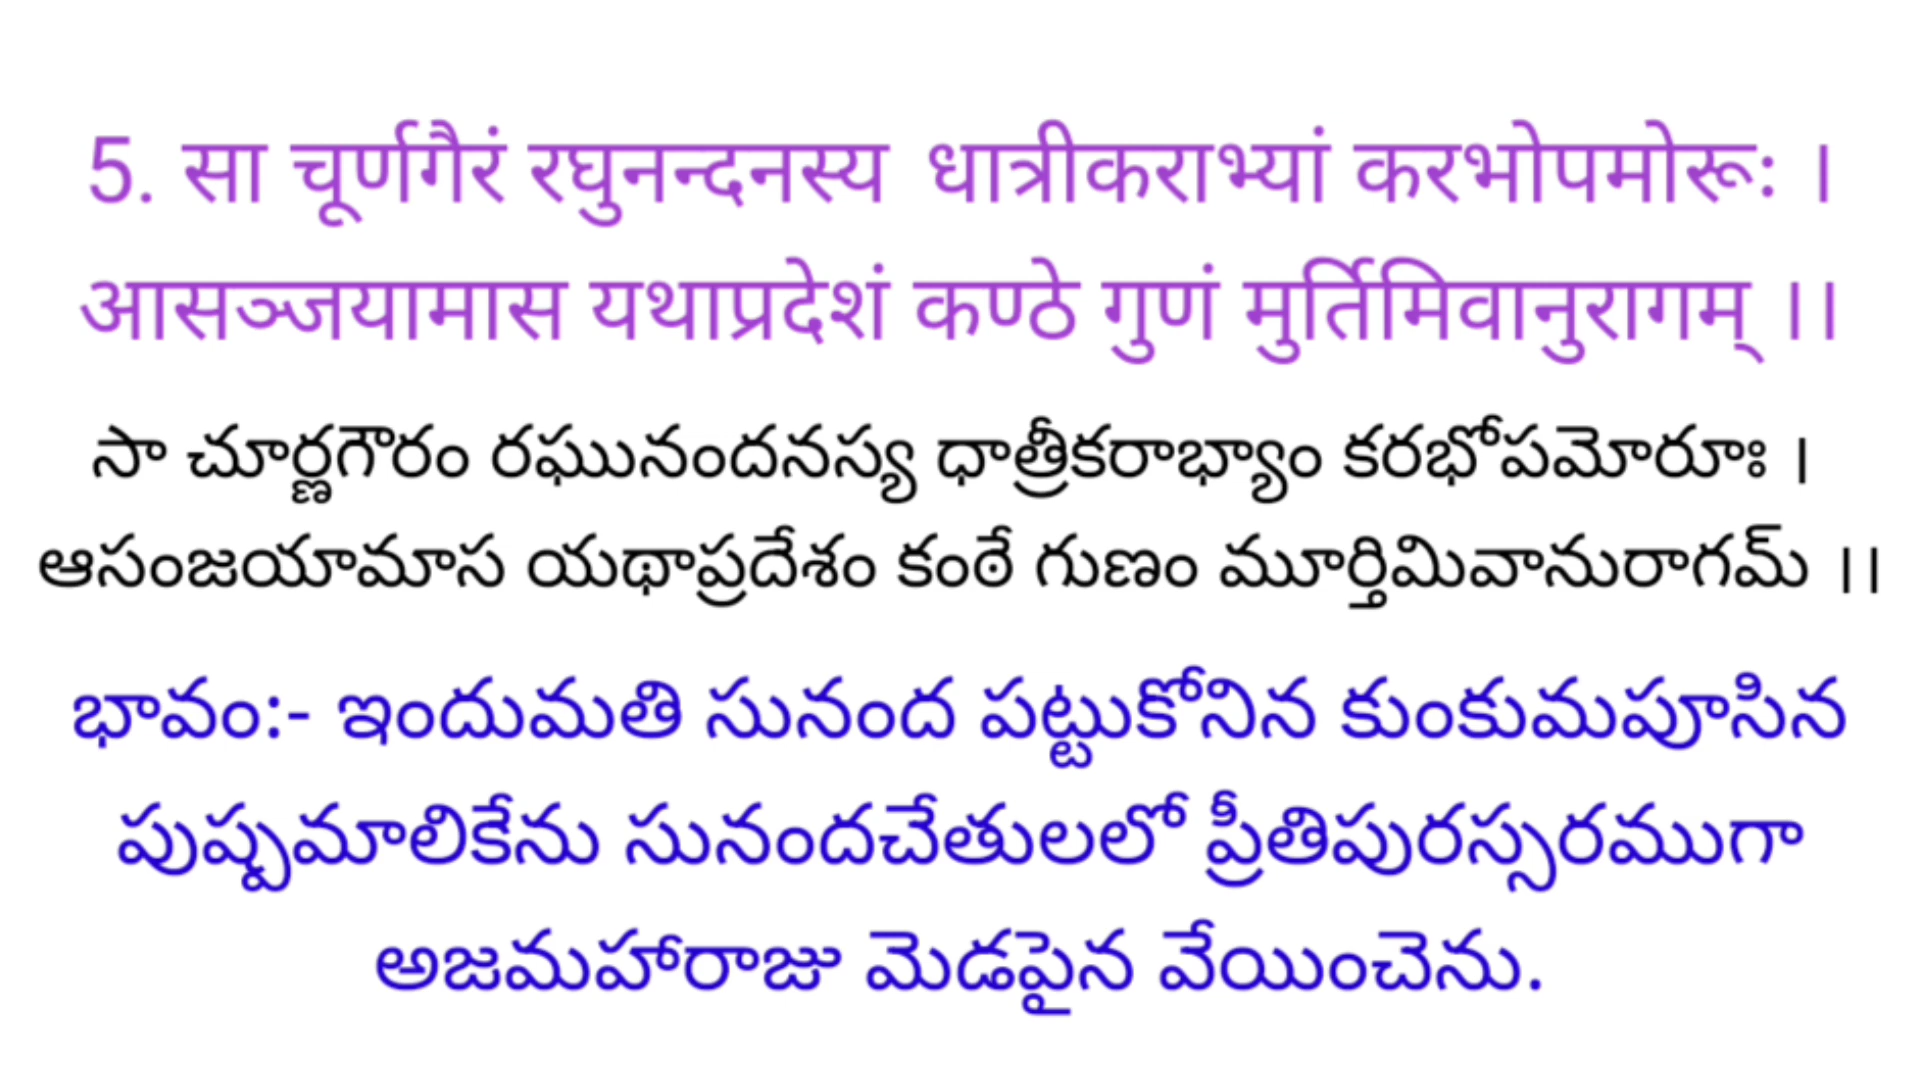 5. सा चूर्णगैरं रघुनन्दनस्य धात्रीकराभ्यां करभोपमोरूः ।
आसञ्जयामास यथाप्रदेशं कण्ठे गुणं मुर्तिमिवानुरागम् ।।
సా చూర్ణగౌరం రఘునందనస్య ధాత్రీకరాభ్యాం కరభోపమోరూః ।
ఆసంజయామాస యథాప్రదేశం కంఠే గుణం మూర్తిమివానురాగమ్ ।।
భావం:- ఇందుమతి సునంద పట్టుకోనిన కుంకుమపూసిన
పుష్పమాలికేను సునందచేతులలో ప్రీతిపురస్సరముగా
అజమహారాజు మెడపైన వేయించెను.